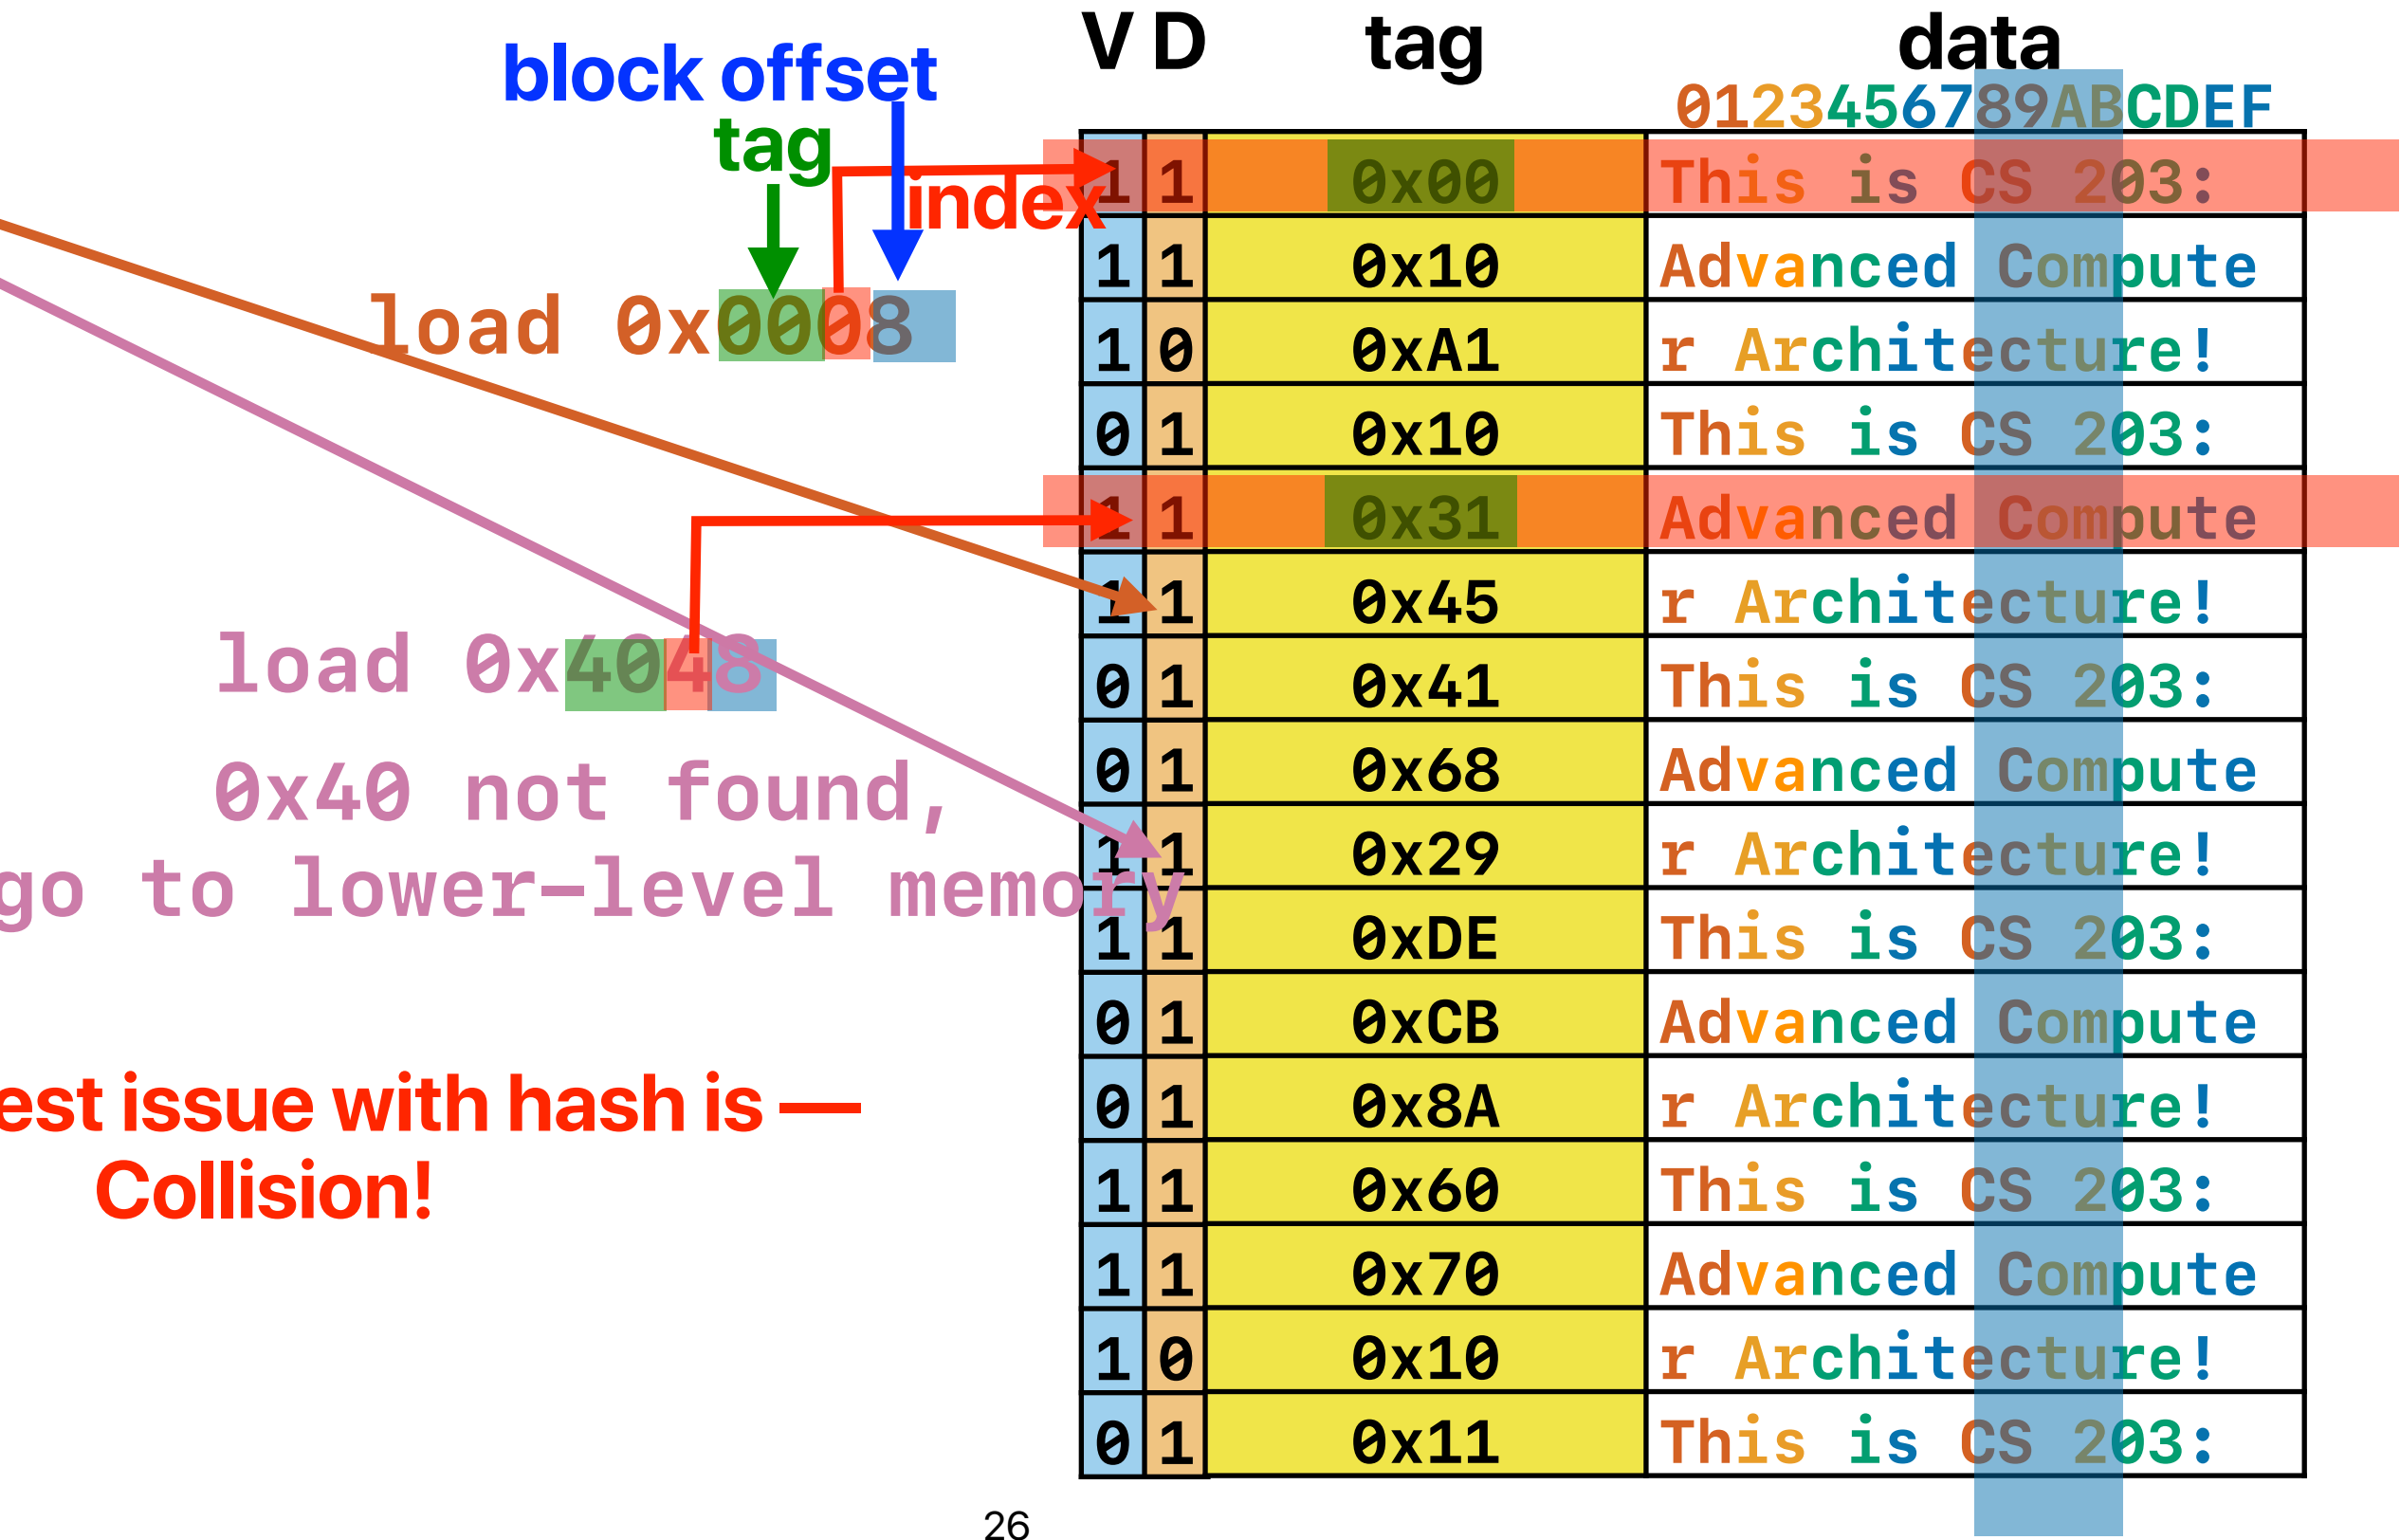 V D tag data
block offset
0123456789ABCDEF
tag
index
1 1 0x00 This is CS 203:
1 1 0x10 Advanced Compute
load 0x0008
1 0 0xA1 r Architecture!
0 1 0x10 This is CS 203:
1 1 0x31 Advanced Compute
1 1 0x45 r Architecture!
load 0x4048
0 1 0x41 This is CS 203:
0x40 not found,
0 1 0x68 Advanced Compute
go to lower-level memory
1 1 0x29 r Architecture!
1 1 0xDE This is CS 203:
0 1 0xCB Advanced Compute
est issue with hash is —
Collision!
0 1 0x8A r Architecture!
1 1 0x60 This is CS 203:
1 1 0x70 Advanced Compute
1 0 0x10 r Architecture!
0 1 0x11 This is CS 203:
26